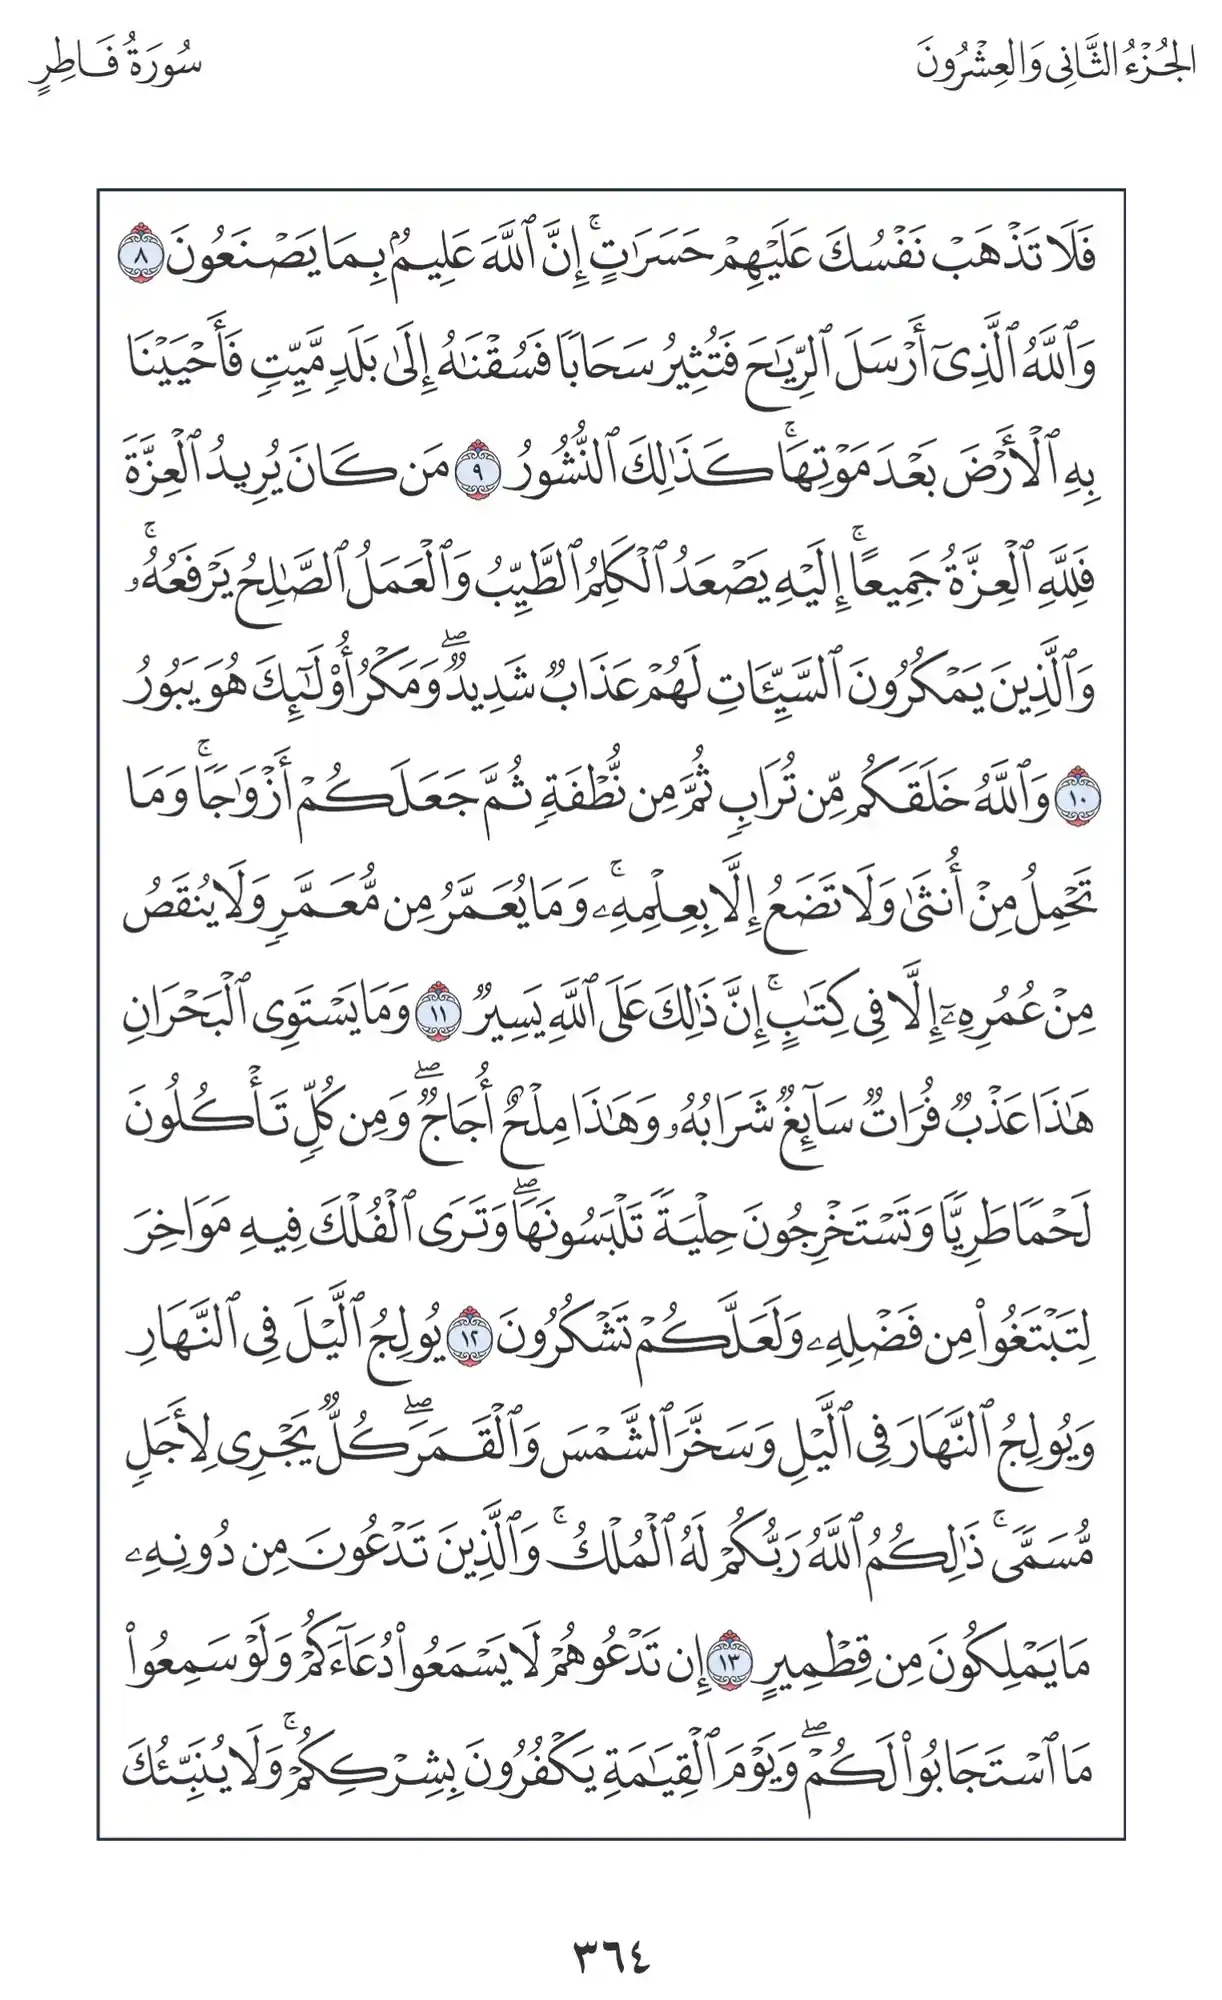 الجُزْءُ الثَّانِي وَالعِشْرُونَ
سُورَةُ فَاطِرٍ
فَلَا تَذْهَبْ نَفْسُكَ عَلَيْهِمْ حَسَرَٰتٍۚ إِنَّ ٱللَّهَ عَلِيمُۢ بِمَا يَصْنَعُونَ ٨
وَٱللَّهُ ٱلَّذِىٓ أَرْسَلَ ٱلرِّيَٰحَ فَتُثِيرُ سَحَابًا فَسُقْنَٰهُ إِلَىٰ بَلَدٍ مَّيِّتٍ فَأَحْيَيْنَا
بِهِ ٱلْأَرْضَ بَعْدَ مَوْتِهَاۚ كَذَٰلِكَ ٱلنُّشُورُ ٩ مَن كَانَ يُرِيدُ ٱلْعِزَّةَ
فَلِلَّهِ ٱلْعِزَّةُ جَمِيعًاۚ إِلَيْهِ يَصْعَدُ ٱلْكَلِمُ ٱلطَّيِّبُ وَٱلْعَمَلُ ٱلصَّٰلِحُ يَرْفَعُهُۥۚ
وَٱلَّذِينَ يَمْكُرُونَ ٱلسَّيِّـَٔاتِ لَهُمْ عَذَابٌ شَدِيدٌۖ وَمَكْرُ أُوْلَٰٓئِكَ هُوَ يَبُورُ
١٠ وَٱللَّهُ خَلَقَكُم مِّن تُرَابٍ ثُمَّ مِن نُّطْفَةٍ ثُمَّ جَعَلَكُمْ أَزْوَٰجًاۚ وَمَا
تَحْمِلُ مِنْ أُنثَىٰ وَلَا تَضَعُ إِلَّا بِعِلْمِهِۦۚ وَمَا يُعَمَّرُ مِن مُّعَمَّرٍ وَلَا يُنقَصُ
مِنْ عُمُرِهِۦٓ إِلَّا فِى كِتَٰبٍۚ إِنَّ ذَٰلِكَ عَلَى ٱللَّهِ يَسِيرٌ ١١ وَمَا يَسْتَوِى ٱلْبَحْرَانِ
هَٰذَا عَذْبٌ فُرَاتٌ سَآئِغٌ شَرَابُهُۥ وَهَٰذَا مِلْحٌ أُجَاجٌۖ وَمِن كُلٍّ تَأْكُلُونَ
لَحْمًا طَرِيًّا وَتَسْتَخْرِجُونَ حِلْيَةً تَلْبَسُونَهَاۖ وَتَرَى ٱلْفُلْكَ فِيهِ مَوَاخِرَ
لِتَبْتَغُوا۟ مِن فَضْلِهِۦ وَلَعَلَّكُمْ تَشْكُرُونَ ١٢ يُولِجُ ٱلَّيْلَ فِى ٱلنَّهَارِ
وَيُولِجُ ٱلنَّهَارَ فِى ٱلَّيْلِ وَسَخَّرَ ٱلشَّمْسَ وَٱلْقَمَرَۖ كُلٌّ يَجْرِى لِأَجَلٍ
مُّسَمًّىۚ ذَٰلِكُمُ ٱللَّهُ رَبُّكُمْ لَهُ ٱلْمُلْكُۚ وَٱلَّذِينَ تَدْعُونَ مِن دُونِهِۦ
مَا يَمْلِكُونَ مِن قِطْمِيرٍ ١٣ إِن تَدْعُوهُمْ لَا يَسْمَعُوا۟ دُعَآءَكُمْ وَلَوْ سَمِعُوا۟
مَا ٱسْتَجَابُوا۟ لَكُمْۖ وَيَوْمَ ٱلْقِيَٰمَةِ يَكْفُرُونَ بِشِرْكِكُمْۚ وَلَا يُنَبِّئُكَ
٣٦٤